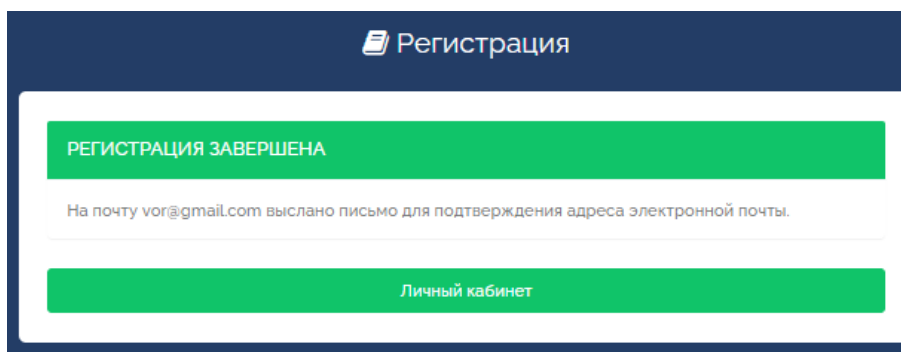 Регистрация
РЕГИСТРАЦИЯ ЗАВЕРШЕНА
На почту vor@gmail.com выслано письмо для подтверждения адреса электронной почты.
Личный кабинет